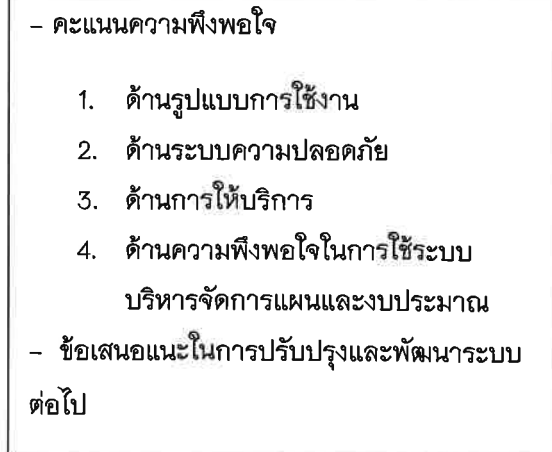 - คะแนนความพึงพอใจ
1. ด้านรูปแบบการใช้งาน
2. ด้านระบบความปลอดภัย
3. ด้านการให้บริการ
4. ด้านความพึงพอใจในการใช้ระบบ
บริหารจัดการแผนและงบประมาณ
- ข้อเสนอแนะในการปรับปรุงและพัฒนาระบบ
ต่อไป